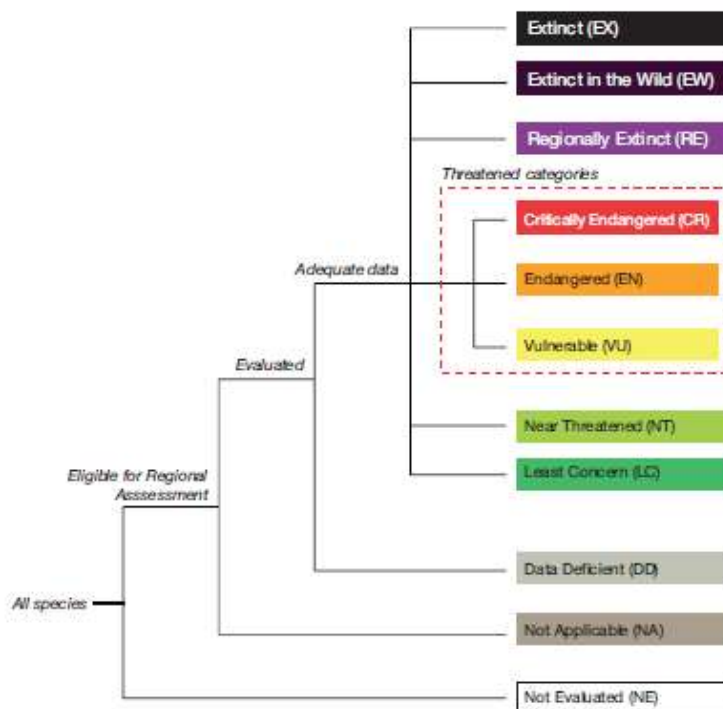 Extinct (EX)
Extinct in the Wild (EW)
Regionally Extinct (RE)
Threatened categories
Critically Endangered (CR)
Adequate data
Endangered (EN)
Vulnerable (VU)
Evaluated
Near Threatened (NT)
Eligible for Regional
Asssessment
Least Concern (LC)
Data Deficient (DD)
All species
Not Applicable (NA)
Not Evaluated (NE)